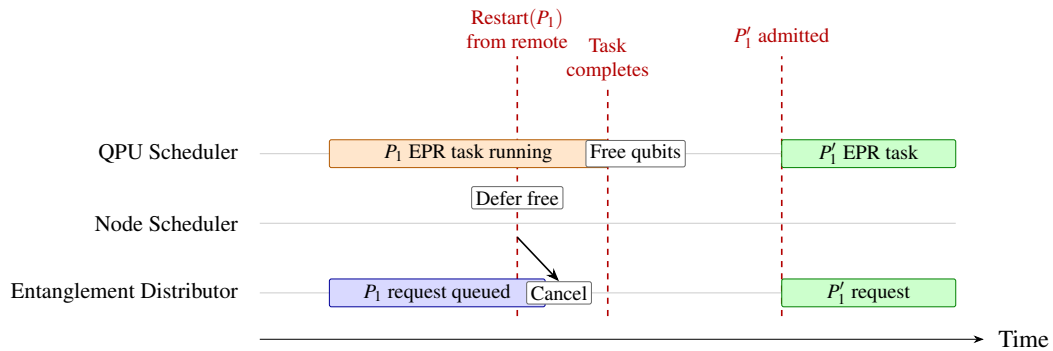 Restart(P₁)
from remote
Task
completes
P′₁ admitted
QPU Scheduler
P₁ EPR task running
Free qubits
P′₁ EPR task
Defer free
Node Scheduler
Entanglement Distributor
P₁ request queued
Cancel
P′₁ request
Time